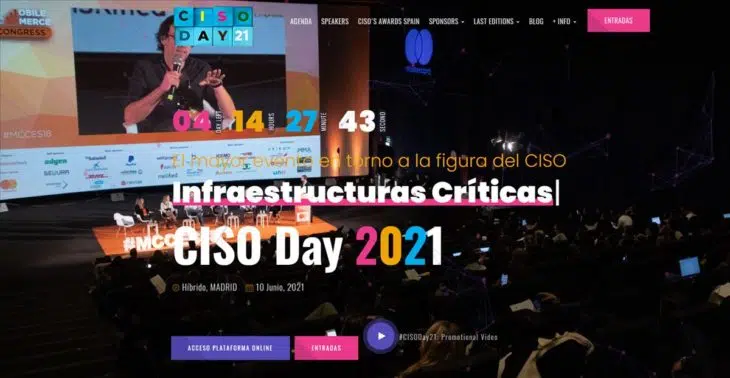 OBILE
MERCE
CONGRESS
CISO
DAY 21
AGENDA SPEAKERS CISO'S AWARDS SPAIN SPONSORS LAST EDITIONS BLOG + INFO ENTRADAS
#MCCES18
04 DAY LEFT 14 HOURS 27 MINUTE 43 SECOND
El mayor evento en torno a la figura del CISO
Infraestructuras Críticas|
CISO Day 2021
#MCC
Híbrido, MADRID 10 Junio, 2021
ACCESO PLATAFORMA ONLINE ENTRADAS #CISODay21: Promotional Video